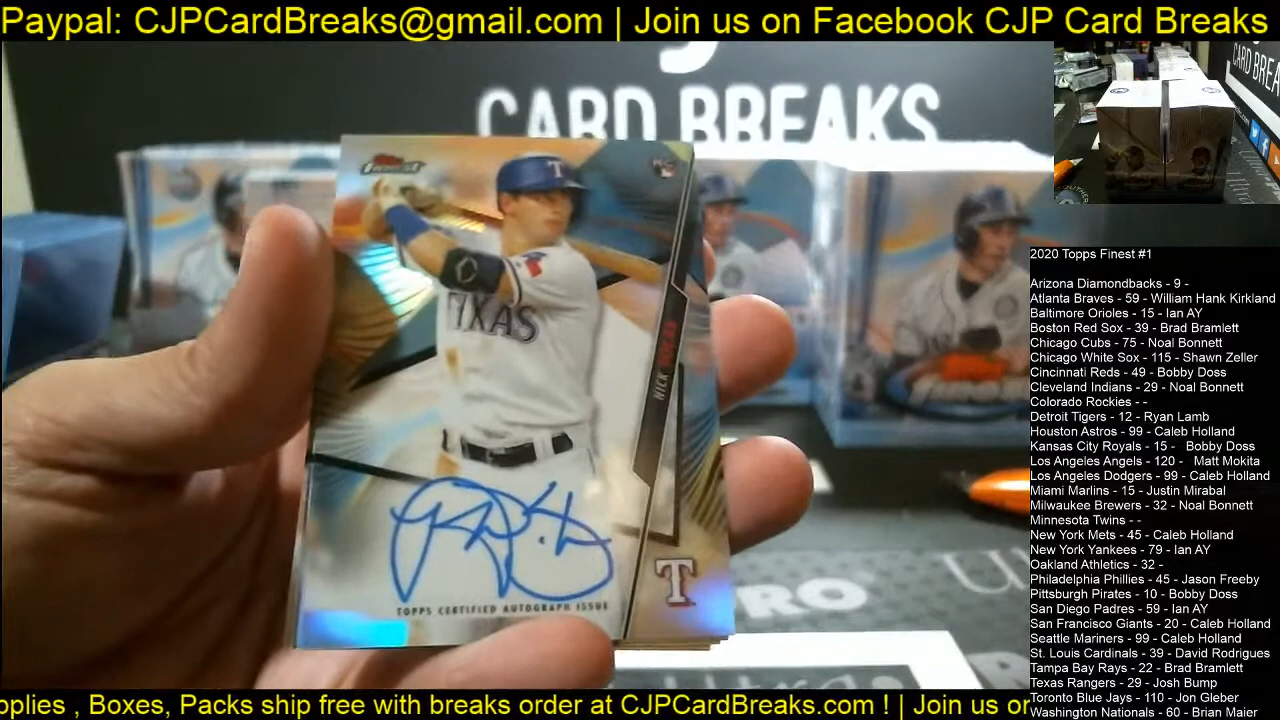 Paypal: CJPCardBreaks@gmail.com | Join us on Facebook CJP Card Breaks
CARD BREAKS
CARD BREA
TEXAS
NICK
T
TOPPS CERTIFIED AUTOGRAPH ISSUE
PRO
2020 Topps Finest #1
Arizona Diamondbacks - 9 -
Atlanta Braves - 59 - William Hank Kirkland
Baltimore Orioles - 15 - Ian AY
Boston Red Sox - 39 - Brad Bramlett
Chicago Cubs - 75 - Noal Bonnett
Chicago White Sox - 115 - Shawn Zeller
Cincinnati Reds - 49 - Bobby Doss
Cleveland Indians - 29 - Noal Bonnett
Colorado Rockies - -
Detroit Tigers - 12 - Ryan Lamb
Houston Astros - 99 - Caleb Holland
Kansas City Royals - 15 - Bobby Doss
Los Angeles Angels - 120 - Matt Mokita
Los Angeles Dodgers - 99 - Caleb Holland
Miami Marlins - 15 - Justin Mirabal
Milwaukee Brewers - 32 - Noal Bonnett
Minnesota Twins - -
New York Mets - 45 - Caleb Holland
New York Yankees - 79 - Ian AY
Oakland Athletics - 32 -
Philadelphia Phillies - 45 - Jason Freeby
Pittsburgh Pirates - 10 - Bobby Doss
San Diego Padres - 59 - Ian AY
San Francisco Giants - 20 - Caleb Holland
Seattle Mariners - 99 - Caleb Holland
St. Louis Cardinals - 39 - David Rodrigues
Tampa Bay Rays - 22 - Brad Bramlett
Texas Rangers - 29 - Josh Bump
Toronto Blue Jays - 110 - Jon Gleber
Washington Nationals - 60 - Brian Maier
pplies , Boxes, Packs ship free with breaks order at CJPCardBreaks.com ! | Join us on